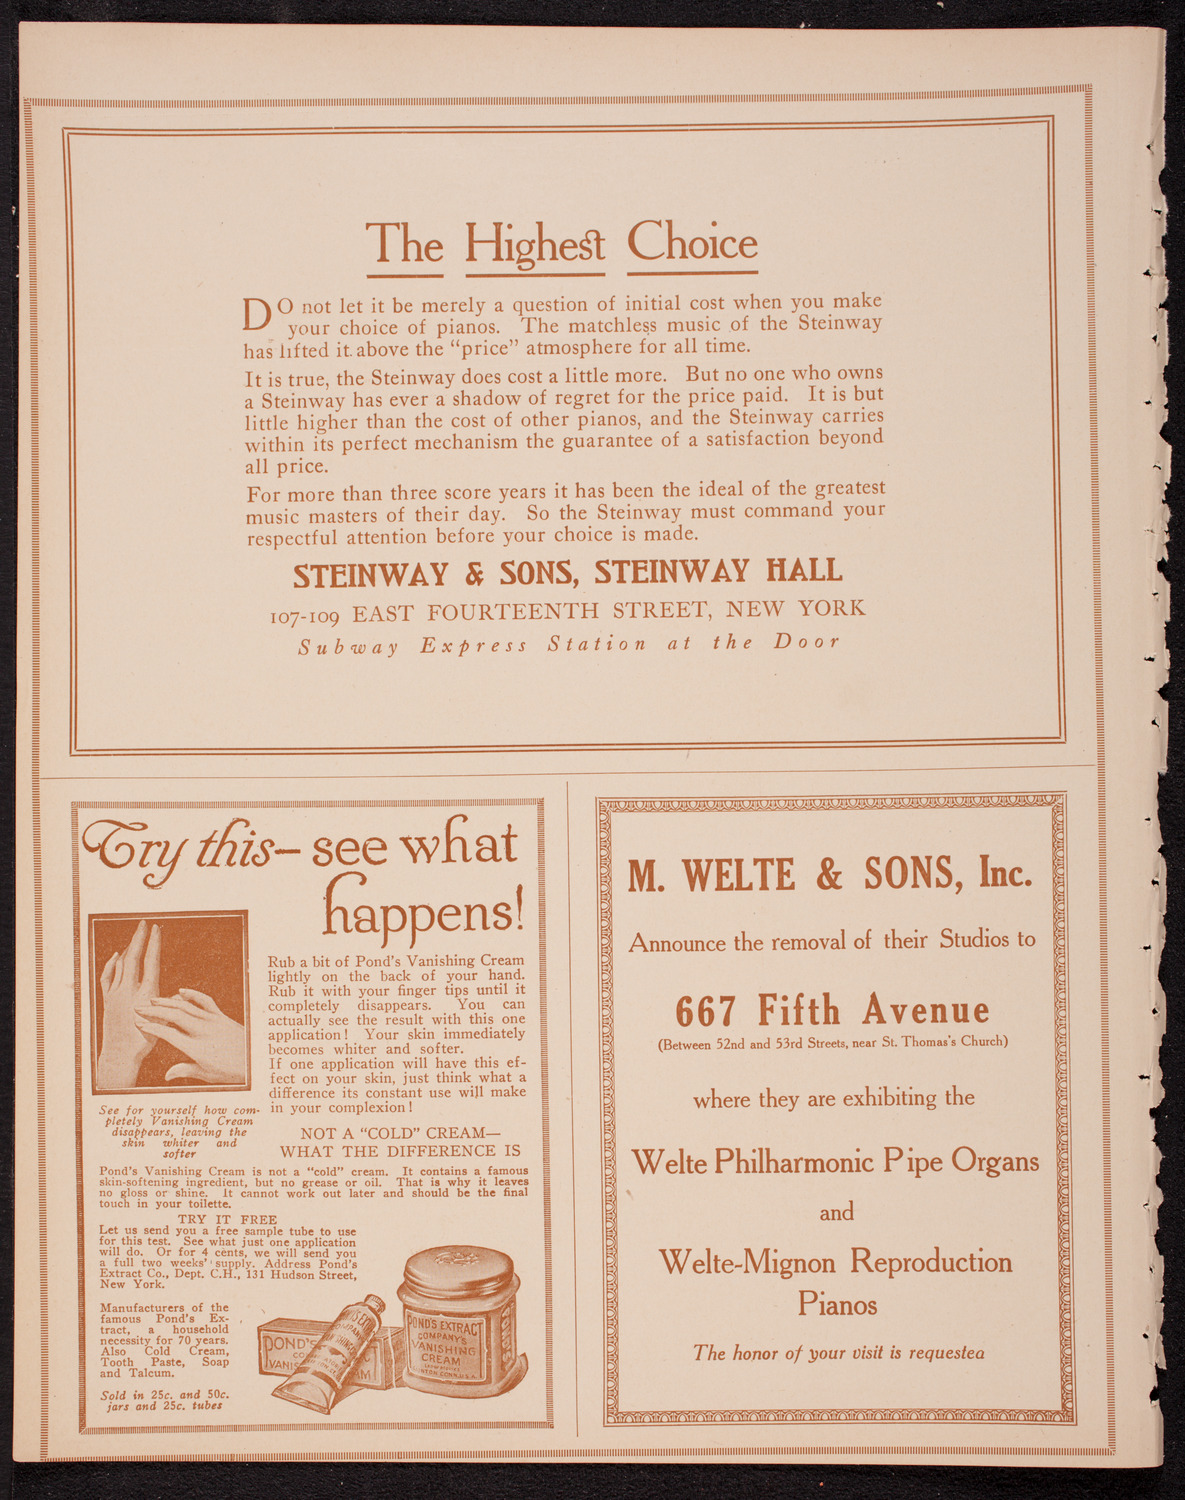 The Highest Choice
DO not let it be merely a question of initial cost when you make
your choice of pianos. The matchless music of the Steinway
has lifted it above the “price” atmosphere for all time.
It is true, the Steinway does cost a little more. But no one who owns
a Steinway has ever a shadow of regret for the price paid. It is but
little higher than the cost of other pianos, and the Steinway carries
within its perfect mechanism the guarantee of a satisfaction beyond
all price.
For more than three score years it has been the ideal of the greatest
music masters of their day. So the Steinway must command your
respectful attention before your choice is made.
STEINWAY & SONS, STEINWAY HALL
107-109 EAST FOURTEENTH STREET, NEW YORK
Subway Express Station at the Door
Try this—see what
happens!
Rub a bit of Pond's Vanishing Cream
lightly on the back of your hand.
Rub it with your finger tips until it
completely disappears. You can
actually see the result with this one
application! Your skin immediately
becomes whiter and softer.
If one application will have this ef-
fect on your skin, just think what a
difference its constant use will make
in your complexion!
See for yourself how com-
pletely Vanishing Cream
disappears, leaving the
skin whiter and
softer
NOT A “COLD” CREAM—
WHAT THE DIFFERENCE IS
Pond's Vanishing Cream is not a “cold” cream. It contains a famous
skin-softening ingredient, but no grease or oil. That is why it leaves
no gloss or shine. It cannot work out later and should be the final
touch in your toilette.
TRY IT FREE
Let us send you a free sample tube to use
for this test. See what just one application
will do. Or for 4 cents, we will send you
a full two weeks' supply. Address Pond's
Extract Co., Dept. C.H., 131 Hudson Street,
New York.
Manufacturers of the
famous Pond's Ex-
tract, a household
necessity for 70 years.
Also Cold Cream,
Tooth Paste, Soap
and Talcum.
Sold in 25c. and 50c.
jars and 25c. tubes
POND'S
CO
VANIS
AM
POND'S EXTRACT
COMPANY'S
VANISHING
CREAM
M. WELTE & SONS, Inc.
Announce the removal of their Studios to
667 Fifth Avenue
(Between 52nd and 53rd Streets, near St. Thomas's Church)
where they are exhibiting the
Welte Philharmonic Pipe Organs
and
Welte-Mignon Reproduction
Pianos
The honor of your visit is requested